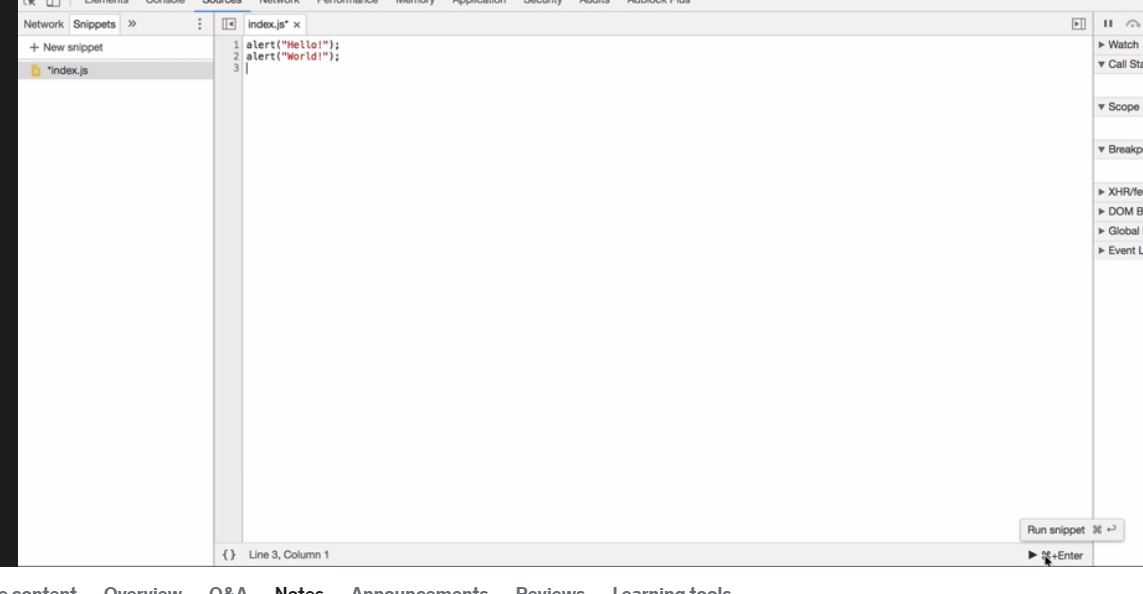 Elements Console Sources Network Performance Memory Application Security Audits Adblock Plus
Network Snippets »
index.js* ×
+ New snippet
*index.js
1 alert("Hello!");
2 alert("World!");
3
Watch
Call Sta
Scope
Breakp
XHR/fe
DOM B
Global
Event L
Run snippet ⌘ ↩
{} Line 3, Column 1
⌘+Enter
content Overview Q&A Notes Announcements Reviews Learning tools